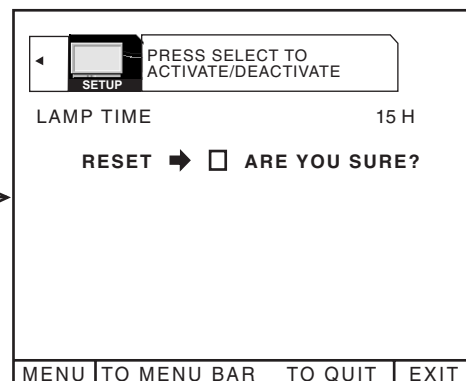 PRESS SELECT TO
ACTIVATE/DEACTIVATE
SETUP
LAMP TIME 15 H
RESET ➡ ☐ ARE YOU SURE?
MENU TO MENU BAR TO QUIT EXIT